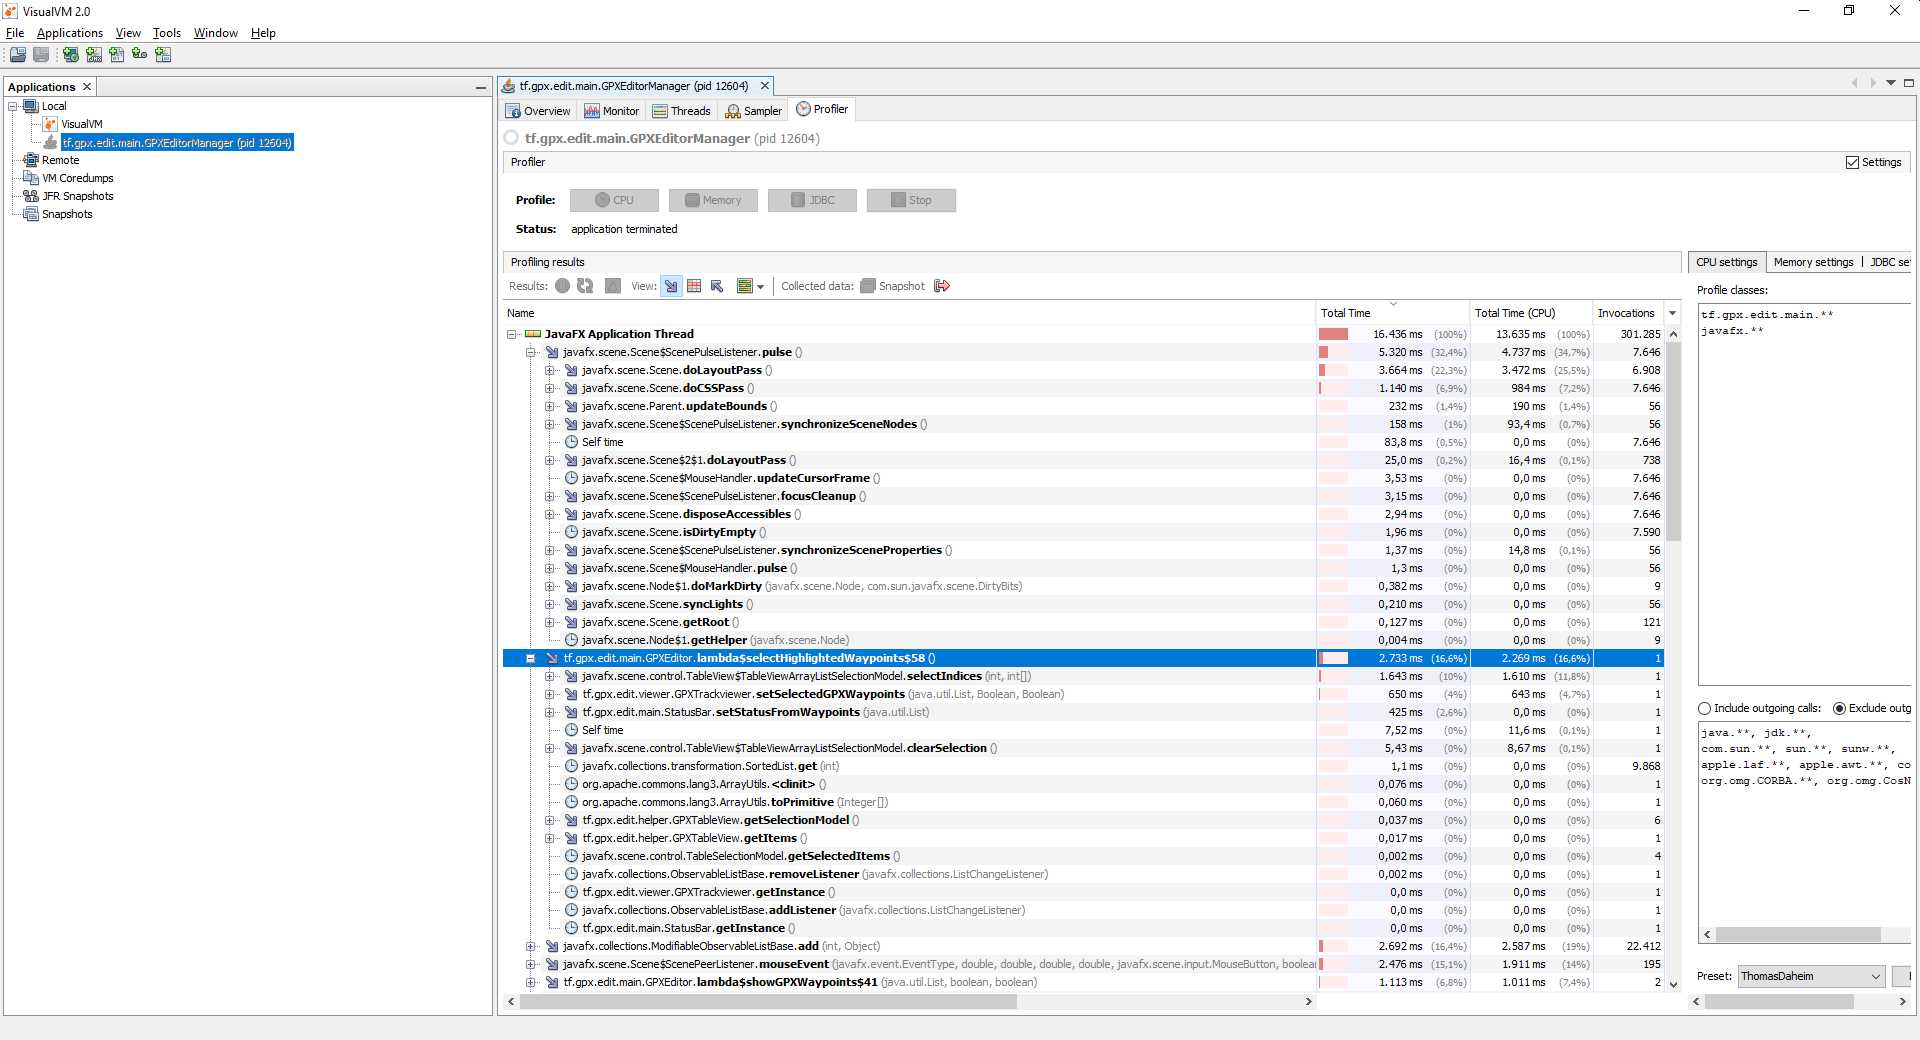 VisualVM 2.0
File Applications View Tools Window Help
Applications
Local
VisualVM
tf.gpx.edit.main.GPXEditorManager (pid 12604)
Remote
VM Coredumps
JFR Snapshots
Snapshots
tf.gpx.edit.main.GPXEditorManager (pid 12604)
Overview Monitor Threads Sampler Profiler
tf.gpx.edit.main.GPXEditorManager (pid 12604)
Profiler Settings
Profile: CPU Memory JDBC Stop
Status: application terminated
Profiling results
Results: View: Collected data: Snapshot
Name Total Time Total Time (CPU) Invocations
JavaFX Application Thread 16.436 ms (100%) 13.635 ms (100%) 301.285
javafx.scene.Scene$ScenePulseListener.pulse () 5.320 ms (32,4%) 4.737 ms (34,7%) 7.646
javafx.scene.Scene.doLayoutPass () 3.664 ms (22,3%) 3.472 ms (25,5%) 6.908
javafx.scene.Scene.doCSSPass () 1.140 ms (6,9%) 984 ms (7,2%) 7.646
javafx.scene.Parent.updateBounds () 232 ms (1,4%) 190 ms (1,4%) 56
javafx.scene.Scene$ScenePulseListener.synchronizeSceneNodes () 158 ms (1%) 93,4 ms (0,7%) 56
Self time 83,8 ms (0,5%) 0,0 ms (0%) 7.646
javafx.scene.Scene$2$1.doLayoutPass () 25,0 ms (0,2%) 16,4 ms (0,1%) 738
javafx.scene.Scene$MouseHandler.updateCursorFrame () 3,53 ms (0%) 0,0 ms (0%) 7.646
javafx.scene.Scene$ScenePulseListener.focusCleanup () 3,15 ms (0%) 0,0 ms (0%) 7.646
javafx.scene.Scene.disposeAccessibles () 2,94 ms (0%) 0,0 ms (0%) 7.646
javafx.scene.Scene.isDirtyEmpty () 1,96 ms (0%) 0,0 ms (0%) 7.590
javafx.scene.Scene$ScenePulseListener.synchronizeSceneProperties () 1,37 ms (0%) 14,8 ms (0,1%) 56
javafx.scene.Scene$MouseHandler.pulse () 1,3 ms (0%) 0,0 ms (0%) 56
javafx.scene.Node$1.doMarkDirty (javafx.scene.Node, com.sun.javafx.scene.DirtyBits) 0,382 ms (0%) 0,0 ms (0%) 9
javafx.scene.Scene.syncLights () 0,210 ms (0%) 0,0 ms (0%) 56
javafx.scene.Scene.getRoot () 0,127 ms (0%) 0,0 ms (0%) 121
javafx.scene.Node$1.getHelper (javafx.scene.Node) 0,004 ms (0%) 0,0 ms (0%) 9
tf.gpx.edit.main.GPXEditor.lambda$selectHighlightedWaypoints$58 () 2.733 ms (16,6%) 2.269 ms (16,6%) 1
javafx.scene.control.TableView$TableViewArrayListSelectionModel.selectIndices (int, int[]) 1.643 ms (10%) 1.610 ms (11,8%) 1
tf.gpx.edit.viewer.GPXTrackviewer.setSelectedGPXWaypoints (java.util.List, Boolean, Boolean) 650 ms (4%) 643 ms (4,7%) 1
tf.gpx.edit.main.StatusBar.setStatusFromWaypoints (java.util.List) 425 ms (2,6%) 0,0 ms (0%) 1
Self time 7,52 ms (0%) 11,6 ms (0,1%) 1
javafx.scene.control.TableView$TableViewArrayListSelectionModel.clearSelection () 5,43 ms (0%) 8,67 ms (0,1%) 1
javafx.collections.transformation.SortedList.get (int) 1,1 ms (0%) 0,0 ms (0%) 9.868
org.apache.commons.lang3.ArrayUtils.<clinit> () 0,076 ms (0%) 0,0 ms (0%) 1
org.apache.commons.lang3.ArrayUtils.toPrimitive (Integer[]) 0,060 ms (0%) 0,0 ms (0%) 1
tf.gpx.edit.helper.GPXTableView.getSelectionModel () 0,037 ms (0%) 0,0 ms (0%) 6
tf.gpx.edit.helper.GPXTableView.getItems () 0,017 ms (0%) 0,0 ms (0%) 1
javafx.scene.control.TableSelectionModel.getSelectedItems () 0,002 ms (0%) 0,0 ms (0%) 4
javafx.collections.ObservableListBase.removeListener (javafx.collections.ListChangeListener) 0,002 ms (0%) 0,0 ms (0%) 1
tf.gpx.edit.viewer.GPXTrackviewer.getInstance () 0,0 ms (0%) 0,0 ms (0%) 1
javafx.collections.ObservableListBase.addListener (javafx.collections.ListChangeListener) 0,0 ms (0%) 0,0 ms (0%) 1
tf.gpx.edit.main.StatusBar.getInstance () 0,0 ms (0%) 0,0 ms (0%) 1
javafx.collections.ModifiableObservableListBase.add (int, Object) 2.692 ms (16,4%) 2.587 ms (19%) 22.412
javafx.scene.Scene$ScenePeerListener.mouseEvent (javafx.event.EventType, double, double, double, double, javafx.scene.input.MouseButton, boolea 2.476 ms (15,1%) 1.911 ms (14%) 195
tf.gpx.edit.main.GPXEditor.lambda$showGPXWaypoints$41 (java.util.List, boolean, boolean) 1.113 ms (6,8%) 1.011 ms (7,4%) 2
CPU settings Memory settings JDBC se
Profile classes:
tf.gpx.edit.main.**
javafx.**
Include outgoing calls: Exclude outg
java.**, jdk.**,
com.sun.**, sun.**, sunw.**,
apple.laf.**, apple.awt.**, co
org.omg.CORBA.**, org.omg.CosN
Preset: ThomasDaheim